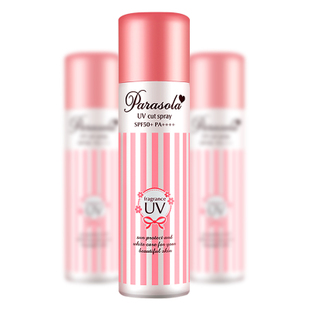 Parasola
UV cut spray
SPF50+ PA++++
fragrance
UV
sun protect and
white care for your
beautiful skin